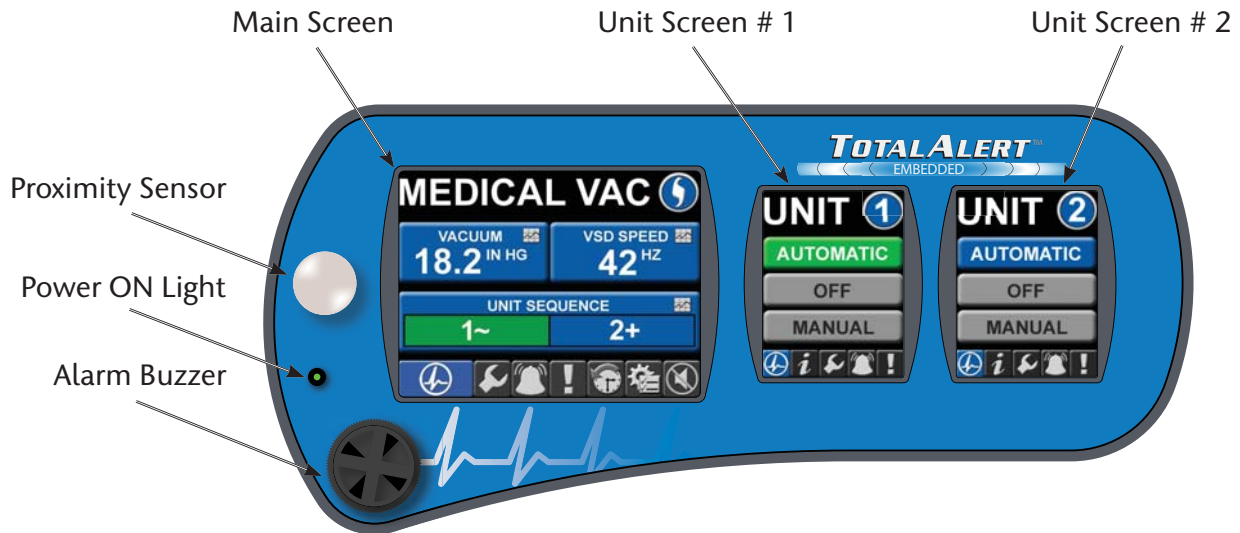 Main Screen
Unit Screen # 1
Unit Screen # 2
TOTALALERT™
EMBEDDED
Proximity Sensor
Power ON Light
Alarm Buzzer
MEDICAL VAC
VACUUM
18.2 IN HG
VSD SPEED
42 HZ
UNIT SEQUENCE
1~
2+
UNIT 1
AUTOMATIC
OFF
MANUAL
i
!
UNIT 2
AUTOMATIC
OFF
MANUAL
i
!
!